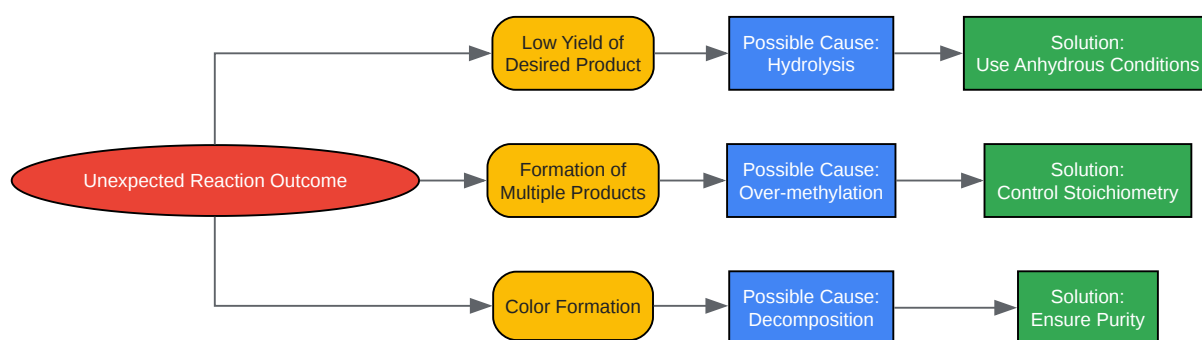 Low Yield of
Desired Product
Possible Cause:
Hydrolysis
Solution:
Use Anhydrous Conditions
Unexpected Reaction Outcome
Formation of
Multiple Products
Possible Cause:
Over-methylation
Solution:
Control Stoichiometry
Color Formation
Possible Cause:
Decomposition
Solution:
Ensure Purity